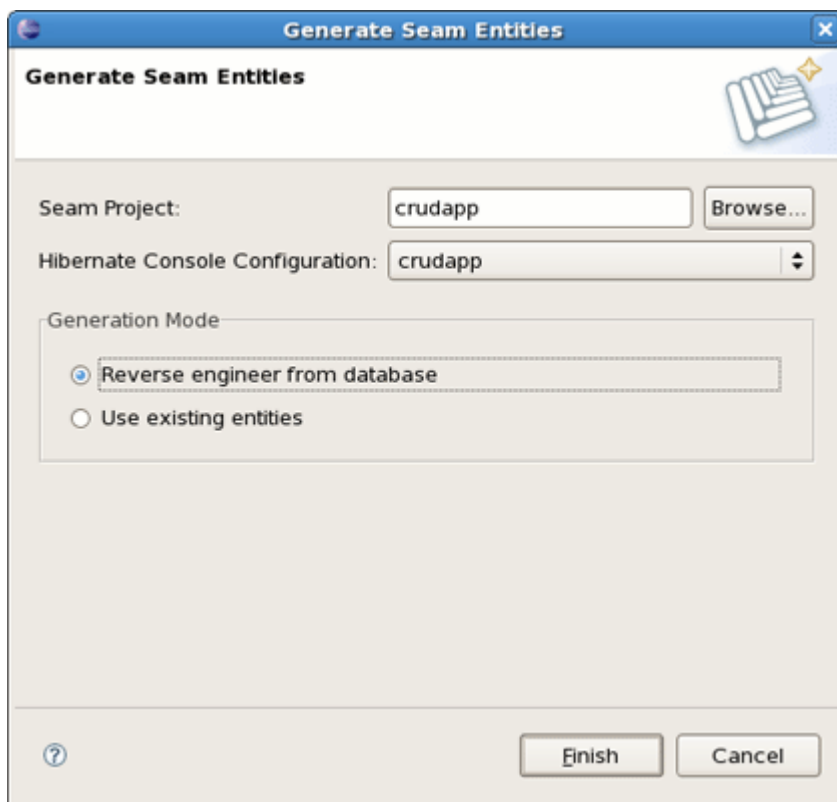 Generate Seam Entities
Generate Seam Entities
Seam Project: crudapp Browse...
Hibernate Console Configuration: crudapp
Generation Mode
Reverse engineer from database
Use existing entities
? Finish Cancel